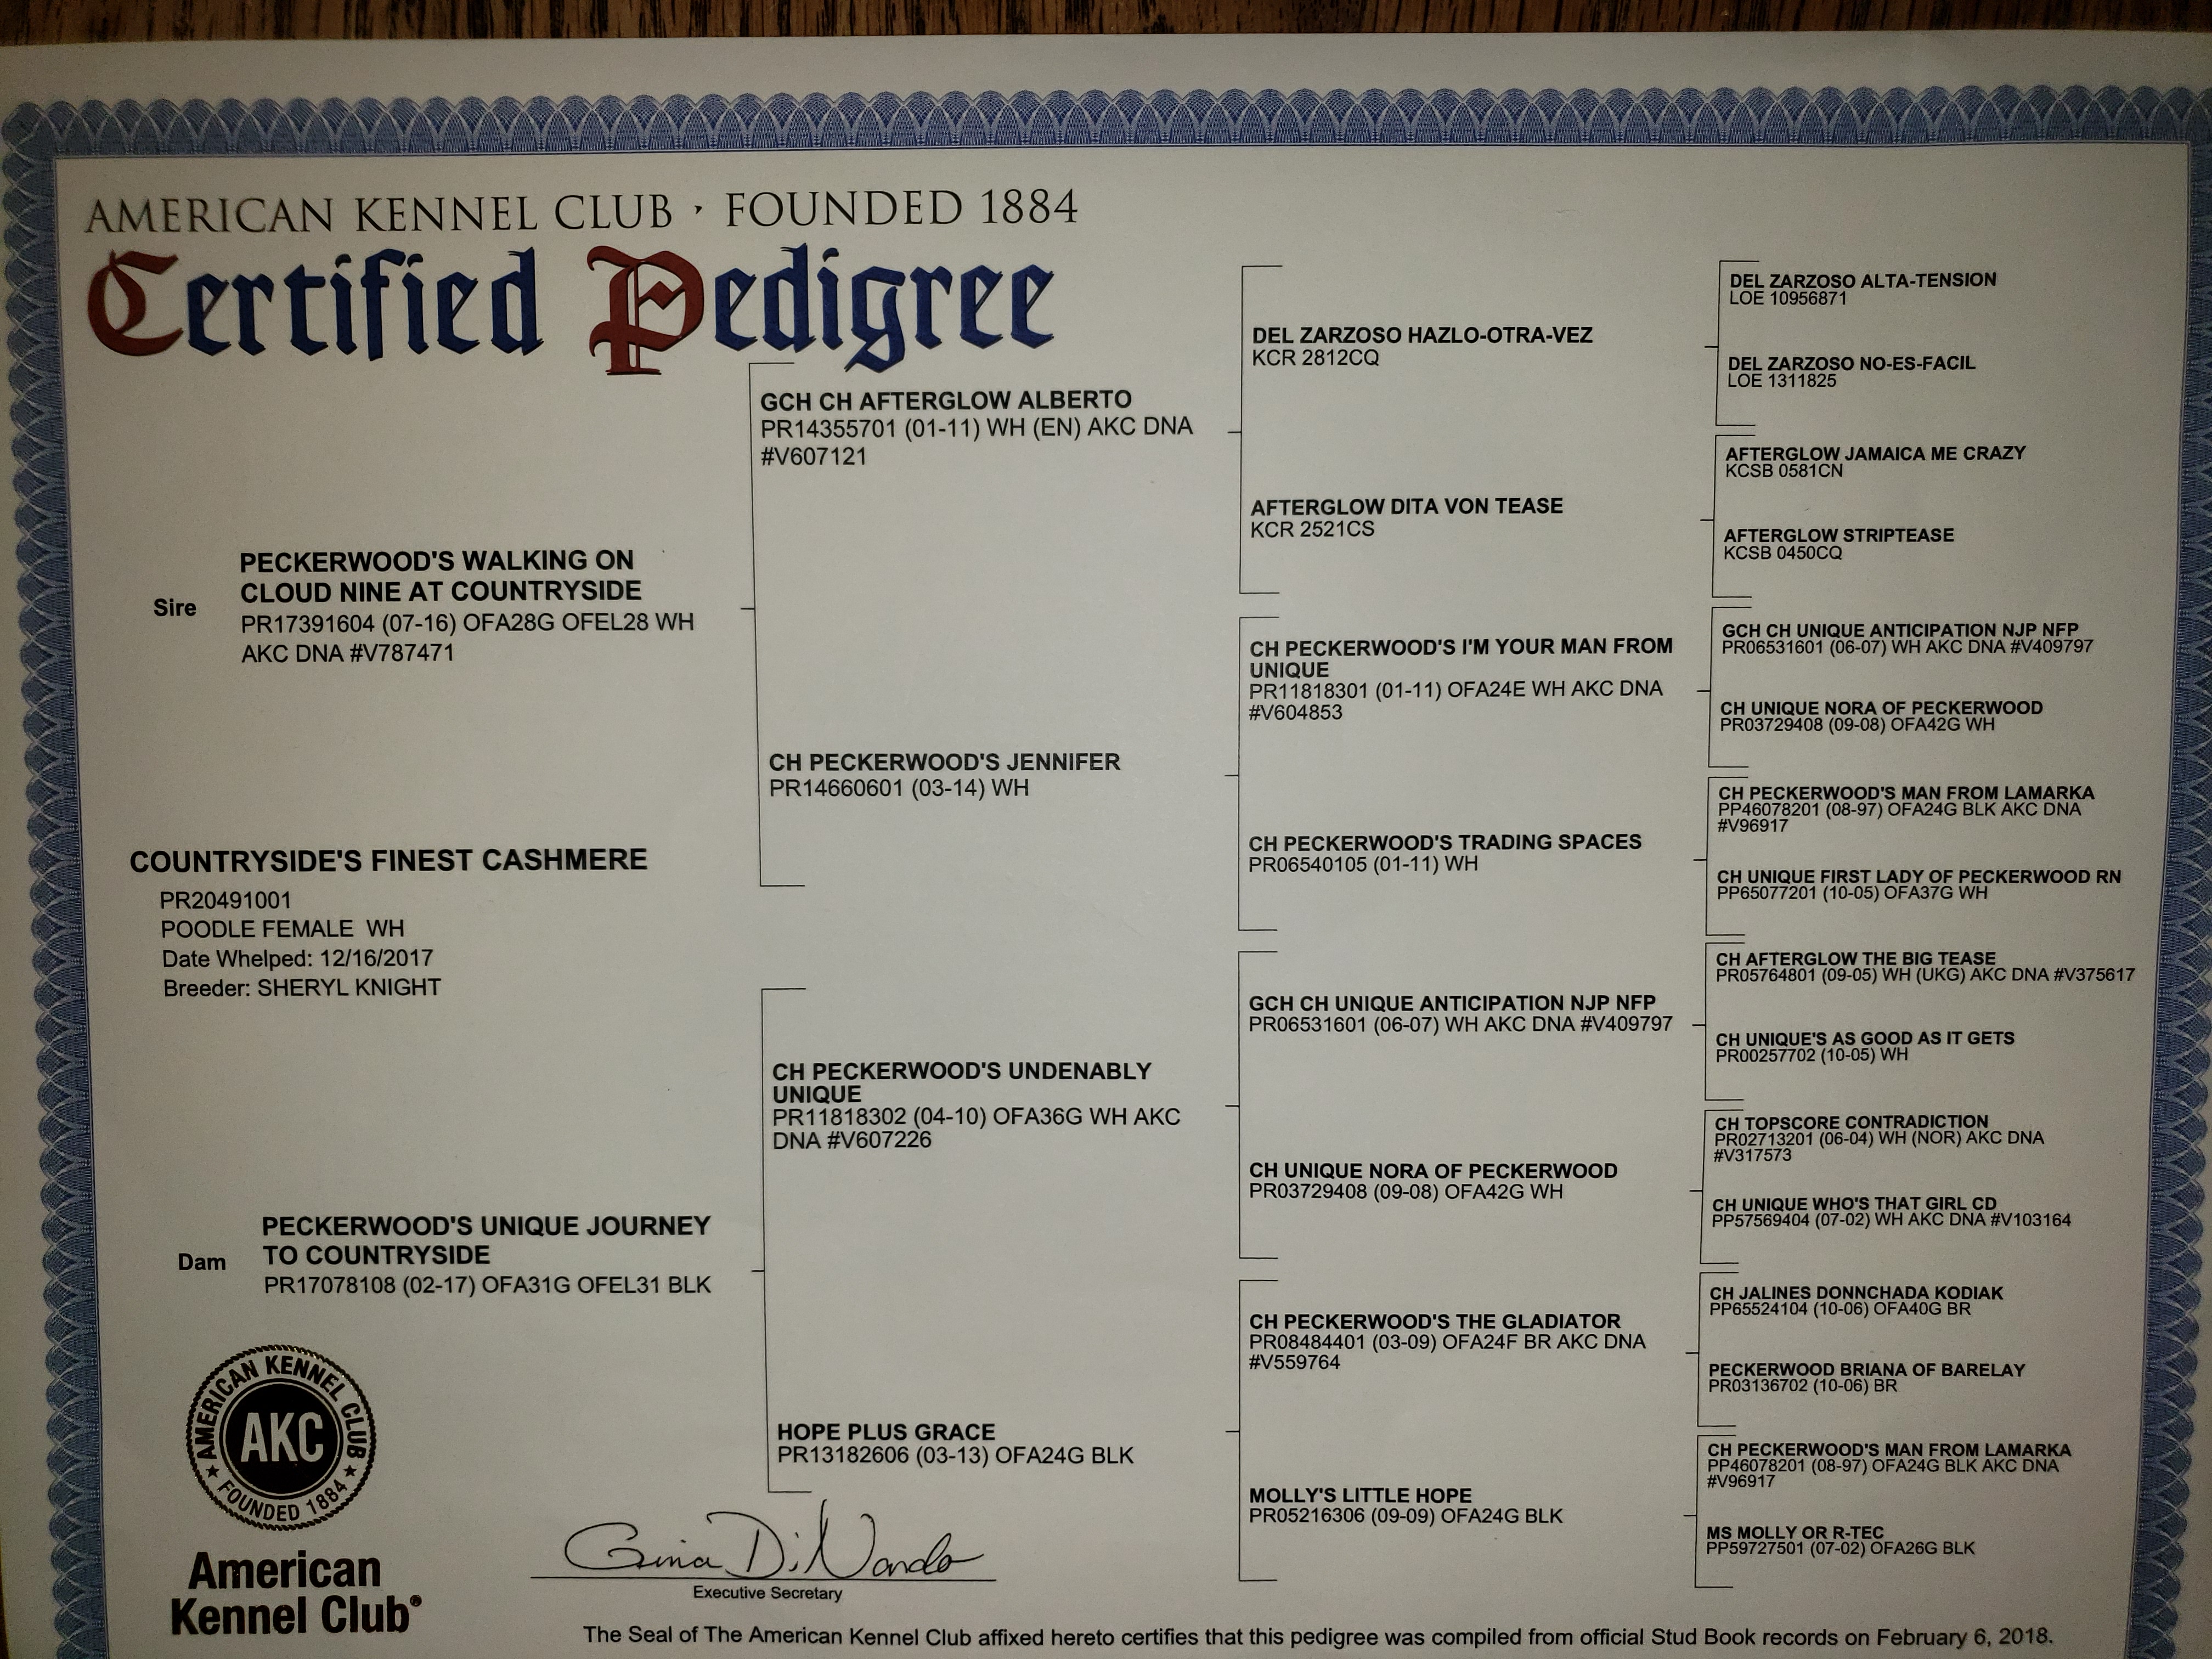 AMERICAN KENNEL CLUB · FOUNDED 1884
Certified Pedigree
Sire
PECKERWOOD'S WALKING ON
CLOUD NINE AT COUNTRYSIDE
PR17391604 (07-16) OFA28G OFEL28 WH
AKC DNA #V787471
COUNTRYSIDE'S FINEST CASHMERE
PR20491001
POODLE FEMALE WH
Date Whelped: 12/16/2017
Breeder: SHERYL KNIGHT
Dam
PECKERWOOD'S UNIQUE JOURNEY
TO COUNTRYSIDE
PR17078108 (02-17) OFA31G OFEL31 BLK
GCH CH AFTERGLOW ALBERTO
PR14355701 (01-11) WH (EN) AKC DNA
#V607121
CH PECKERWOOD'S JENNIFER
PR14660601 (03-14) WH
CH PECKERWOOD'S UNDENABLY
UNIQUE
PR11818302 (04-10) OFA36G WH AKC
DNA #V607226
HOPE PLUS GRACE
PR13182606 (03-13) OFA24G BLK
DEL ZARZOSO HAZLO-OTRA-VEZ
KCR 2812CQ
AFTERGLOW DITA VON TEASE
KCR 2521CS
CH PECKERWOOD'S I'M YOUR MAN FROM
UNIQUE
PR11818301 (01-11) OFA24E WH AKC DNA
#V604853
CH PECKERWOOD'S TRADING SPACES
PR06540105 (01-11) WH
GCH CH UNIQUE ANTICIPATION NJP NFP
PR06531601 (06-07) WH AKC DNA #V409797
CH UNIQUE NORA OF PECKERWOOD
PR03729408 (09-08) OFA42G WH
CH PECKERWOOD'S THE GLADIATOR
PR08484401 (03-09) OFA24F BR AKC DNA
#V559764
MOLLY'S LITTLE HOPE
PR05216306 (09-09) OFA24G BLK
DEL ZARZOSO ALTA-TENSION
LOE 10956871
DEL ZARZOSO NO-ES-FACIL
LOE 1311825
AFTERGLOW JAMAICA ME CRAZY
KCSB 0581CN
AFTERGLOW STRIPTEASE
KCSB 0450CQ
GCH CH UNIQUE ANTICIPATION NJP NFP
PR06531601 (06-07) WH AKC DNA #V409797
CH UNIQUE NORA OF PECKERWOOD
PR03729408 (09-08) OFA42G WH
CH PECKERWOOD'S MAN FROM LAMARKA
PP46078201 (08-97) OFA24G BLK AKC DNA
#V96917
CH UNIQUE FIRST LADY OF PECKERWOOD RN
PP65077201 (10-05) OFA37G WH
CH AFTERGLOW THE BIG TEASE
PR05764801 (09-05) WH (UKG) AKC DNA #V375617
CH UNIQUE'S AS GOOD AS IT GETS
PR00257702 (10-05) WH
CH TOPSCORE CONTRADICTION
PR02713201 (06-04) WH (NOR) AKC DNA
#V317573
CH UNIQUE WHO'S THAT GIRL CD
PP57569404 (07-02) WH AKC DNA #V103164
CH JALINES DONNCHADA KODIAK
PP65524104 (10-06) OFA40G BR
PECKERWOOD BRIANA OF BARELAY
PR03136702 (10-06) BR
CH PECKERWOOD'S MAN FROM LAMARKA
PP46078201 (08-97) OFA24G BLK AKC DNA
#V96917
MS MOLLY OR R-TEC
PP59727501 (07-02) OFA26G BLK
AMERICAN KENNEL CLUB
AKC
FOUNDED 1884
American
Kennel Club®
Gina DiNardo
Executive Secretary
The Seal of The American Kennel Club affixed hereto certifies that this pedigree was compiled from official Stud Book records on February 6, 2018.